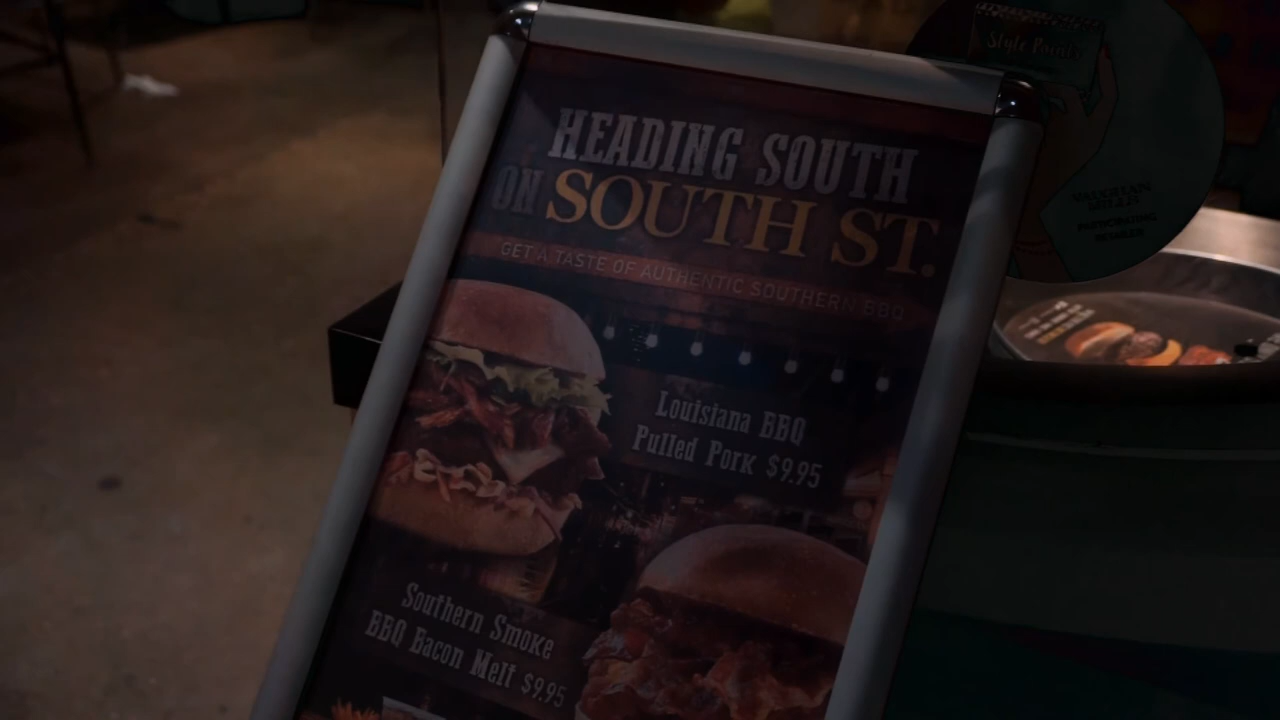 HEADING SOUTH
ON SOUTH ST.
GET A TASTE OF AUTHENTIC SOUTHERN BBQ
Louisiana BBQ
Pulled Pork $9.95
Southern Smoke
BBQ Bacon Melt $9.95
Style Points
PARTICIPATING